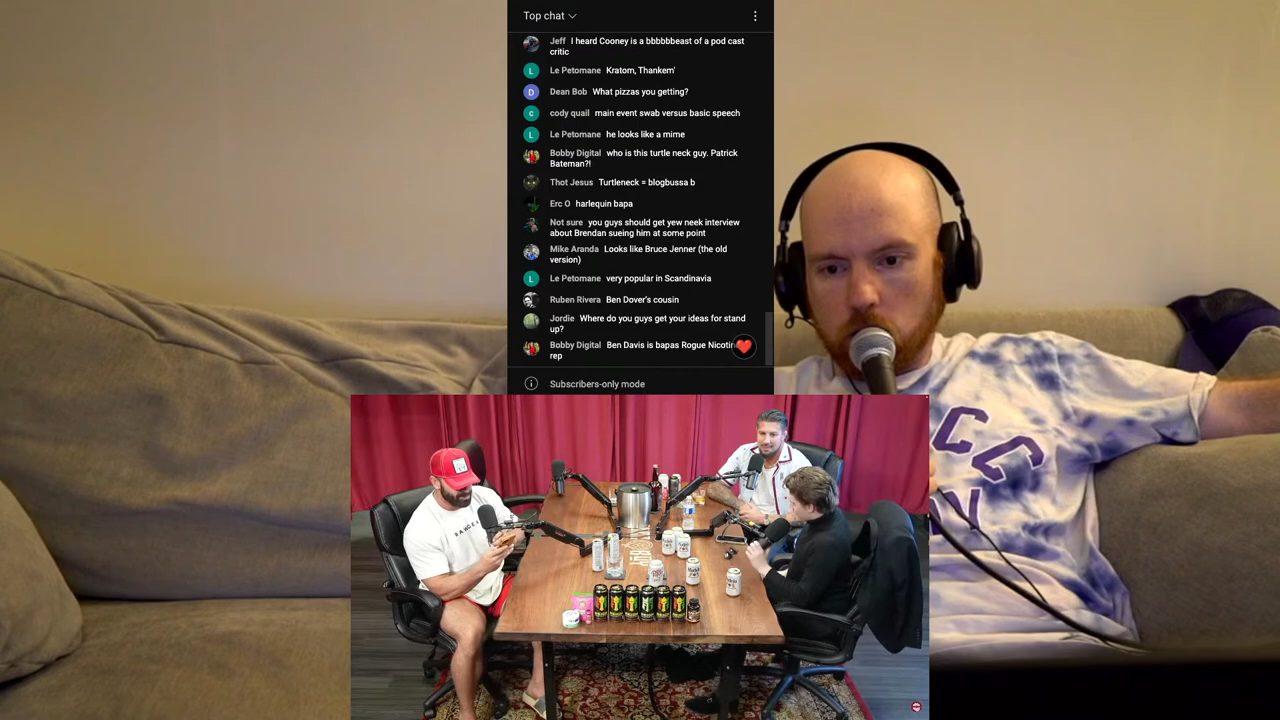 Top chat
Jeff I heard Cooney is a bbbbbbeast of a pod cast
critic
Le Petomane Kratom, Thankem'
Dean Bob What pizzas you getting?
cody quail main event swab versus basic speech
Le Petomane he looks like a mime
Bobby Digital who is this turtle neck guy. Patrick
Bateman?!
Thot Jesus Turtleneck = blogbussa b
Erc O harlequin bapa
Not sure you guys should get yew neek interview
about Brendan sueing him at some point
Mike Aranda Looks like Bruce Jenner (the old
version)
Le Petomane very popular in Scandinavia
Ruben Rivera Ben Dover's cousin
Jordie Where do you guys get your ideas for stand
up?
Bobby Digital Ben Davis is bapas Rogue
rep
Subscribers-only mode
L
D
c
L
L